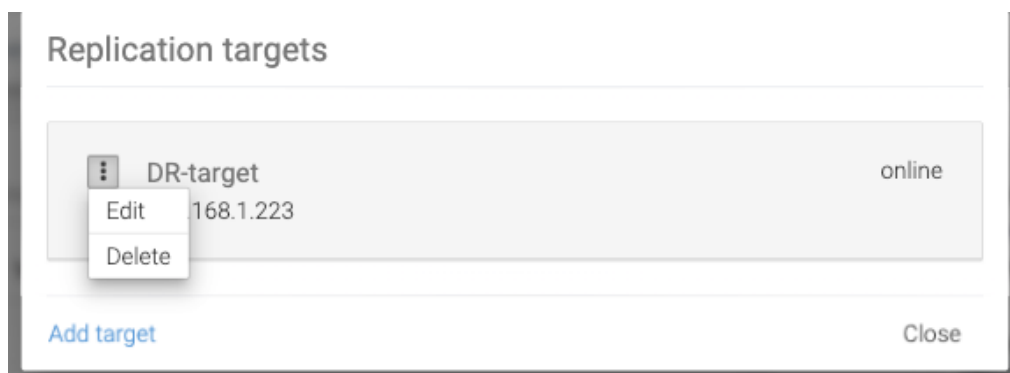 Replication targets
DR-target
online
Edit
.168.1.223
Delete
Add target
Close